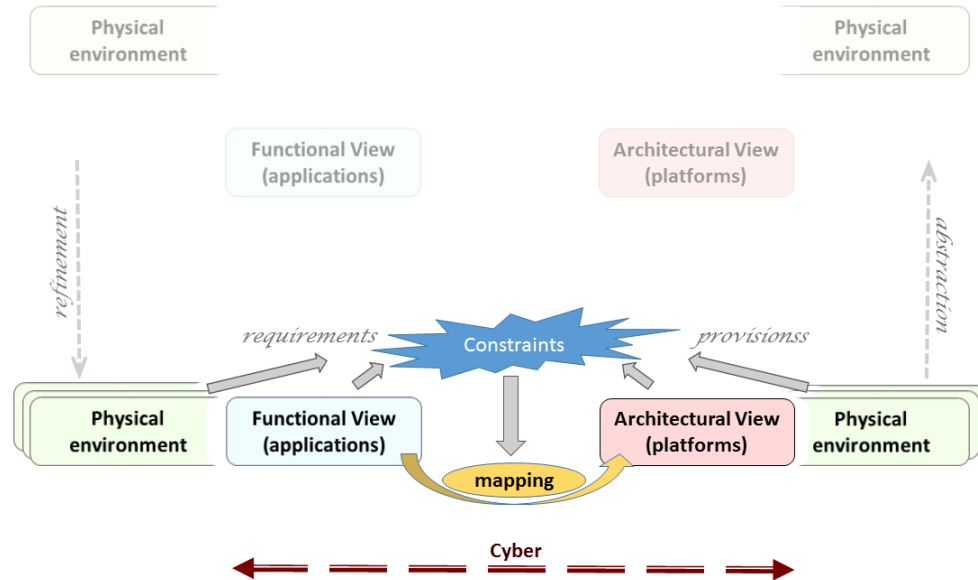 Physical
environment
Physical
environment
Functional View
(applications)
Architectural View
(platforms)
refinement
abstraction
requirements
Constraints
provisionss
Physical
environment
Functional View
(applications)
Architectural View
(platforms)
Physical
environment
mapping
Cyber